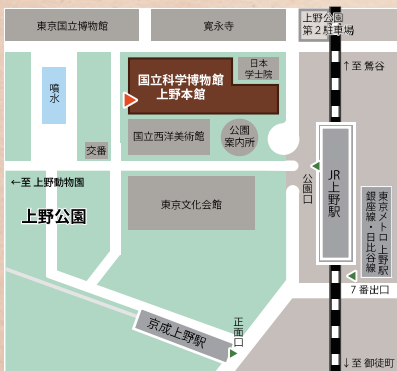 東京国立博物館
寛永寺
上野公園
第2駐車場
↑至 鶯谷
噴水
国立科学博物館
上野本館
日本
学士院
国立西洋美術館
公園
案内所
交番
←至 上野動物園
上野公園
東京文化会館
公園口
JR上野駅
東京メトロ 上野駅
銀座線・日比谷線
7番出口
京成上野駅
正面口
↓至 御徒町